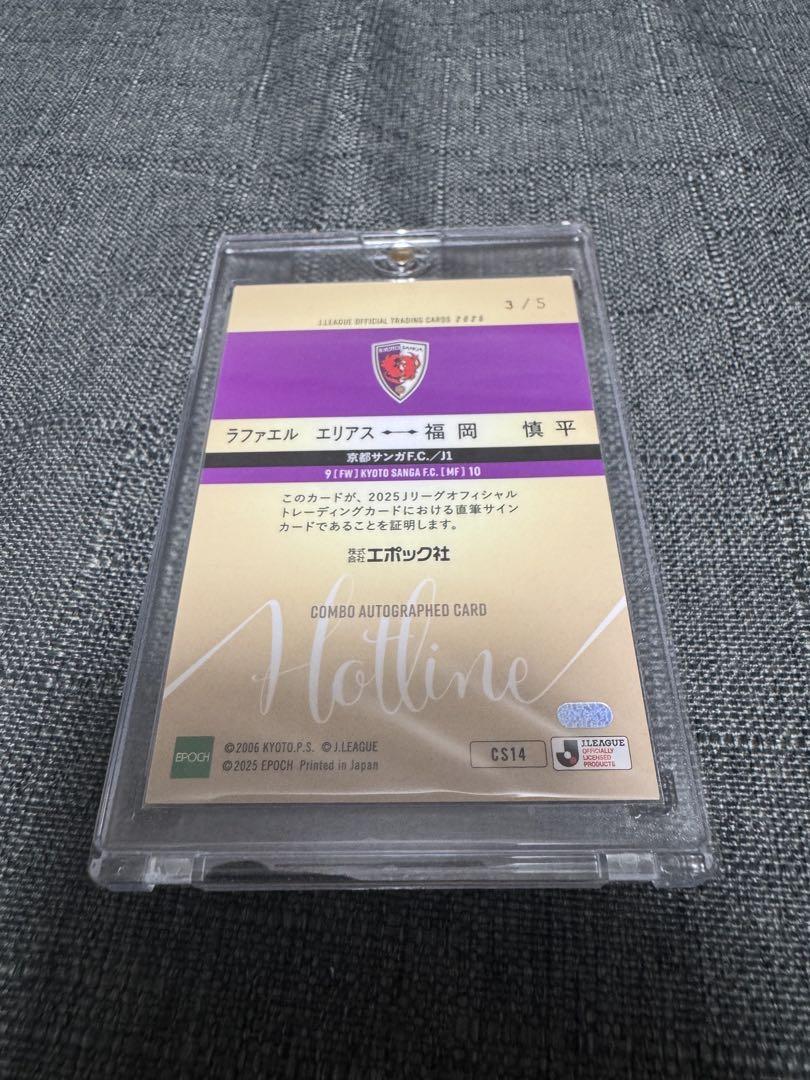 3 / 5
J.LEAGUE OFFICIAL TRADING CARDS 2025
KYOTO SANGA
ラファエル エリアス 福岡 慎平
京都サンガF.C./J1
9 [FW] KYOTO SANGA F.C. [MF] 10
このカードが、2025Jリーグオフィシャル
トレーディングカードにおける直筆サイン
カードであることを証明します。
株式会社エポック社
COMBO AUTOGRAPHED CARD
Hotline
EPOCH
©2006 KYOTO.P.S. ©J.LEAGUE
©2025 EPOCH Printed in Japan
CS14
J.LEAGUE
OFFICIALLY
LICENSED
PRODUCTS